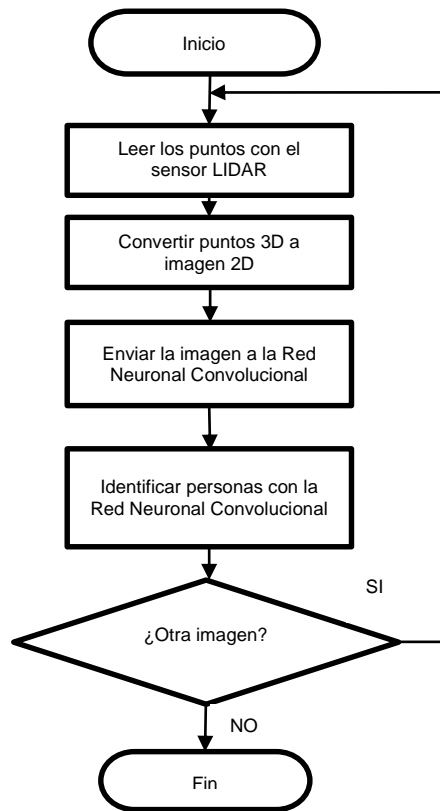 Inicio
Leer los puntos con el
sensor LIDAR
Convertir puntos 3D a
imagen 2D
Enviar la imagen a la Red
Neuronal Convolucional
Identificar personas con la
Red Neuronal Convolucional
SI
¿Otra imagen?
NO
Fin